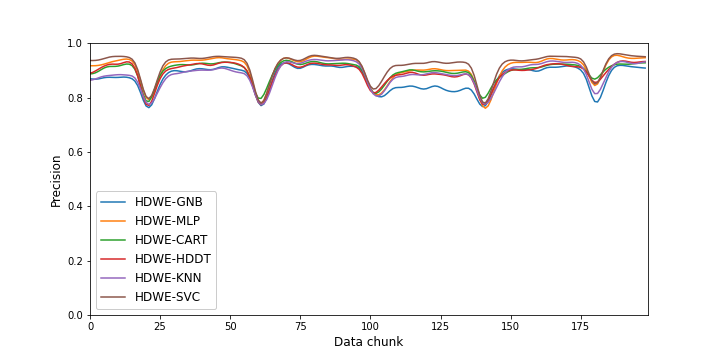 1.0
0.8
0.6
0.4
0.2
0.0
Precision
HDWE-GNB
HDWE-MLP
HDWE-CART
HDWE-HDDT
HDWE-KNN
HDWE-SVC
0 25 50 75 100 125 150 175
Data chunk